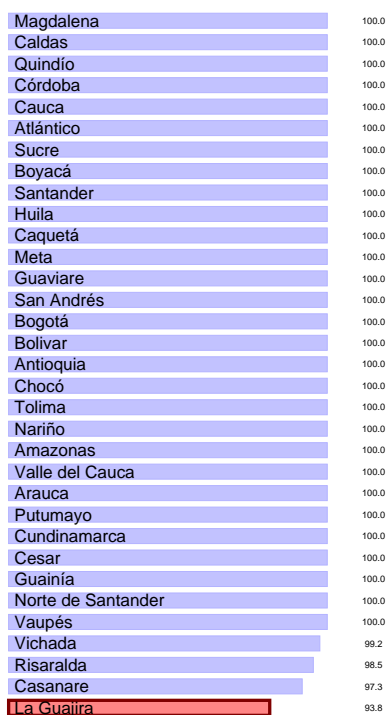 Magdalena 100.0
Caldas 100.0
Quindío 100.0
Córdoba 100.0
Cauca 100.0
Atlántico 100.0
Sucre 100.0
Boyacá 100.0
Santander 100.0
Huila 100.0
Caquetá 100.0
Meta 100.0
Guaviare 100.0
San Andrés 100.0
Bogotá 100.0
Bolivar 100.0
Antioquia 100.0
Chocó 100.0
Tolima 100.0
Nariño 100.0
Amazonas 100.0
Valle del Cauca 100.0
Arauca 100.0
Putumayo 100.0
Cundinamarca 100.0
Cesar 100.0
Guainía 100.0
Norte de Santander 100.0
Vaupés 100.0
Vichada 99.2
Risaralda 98.5
Casanare 97.3
La Guajira 93.8